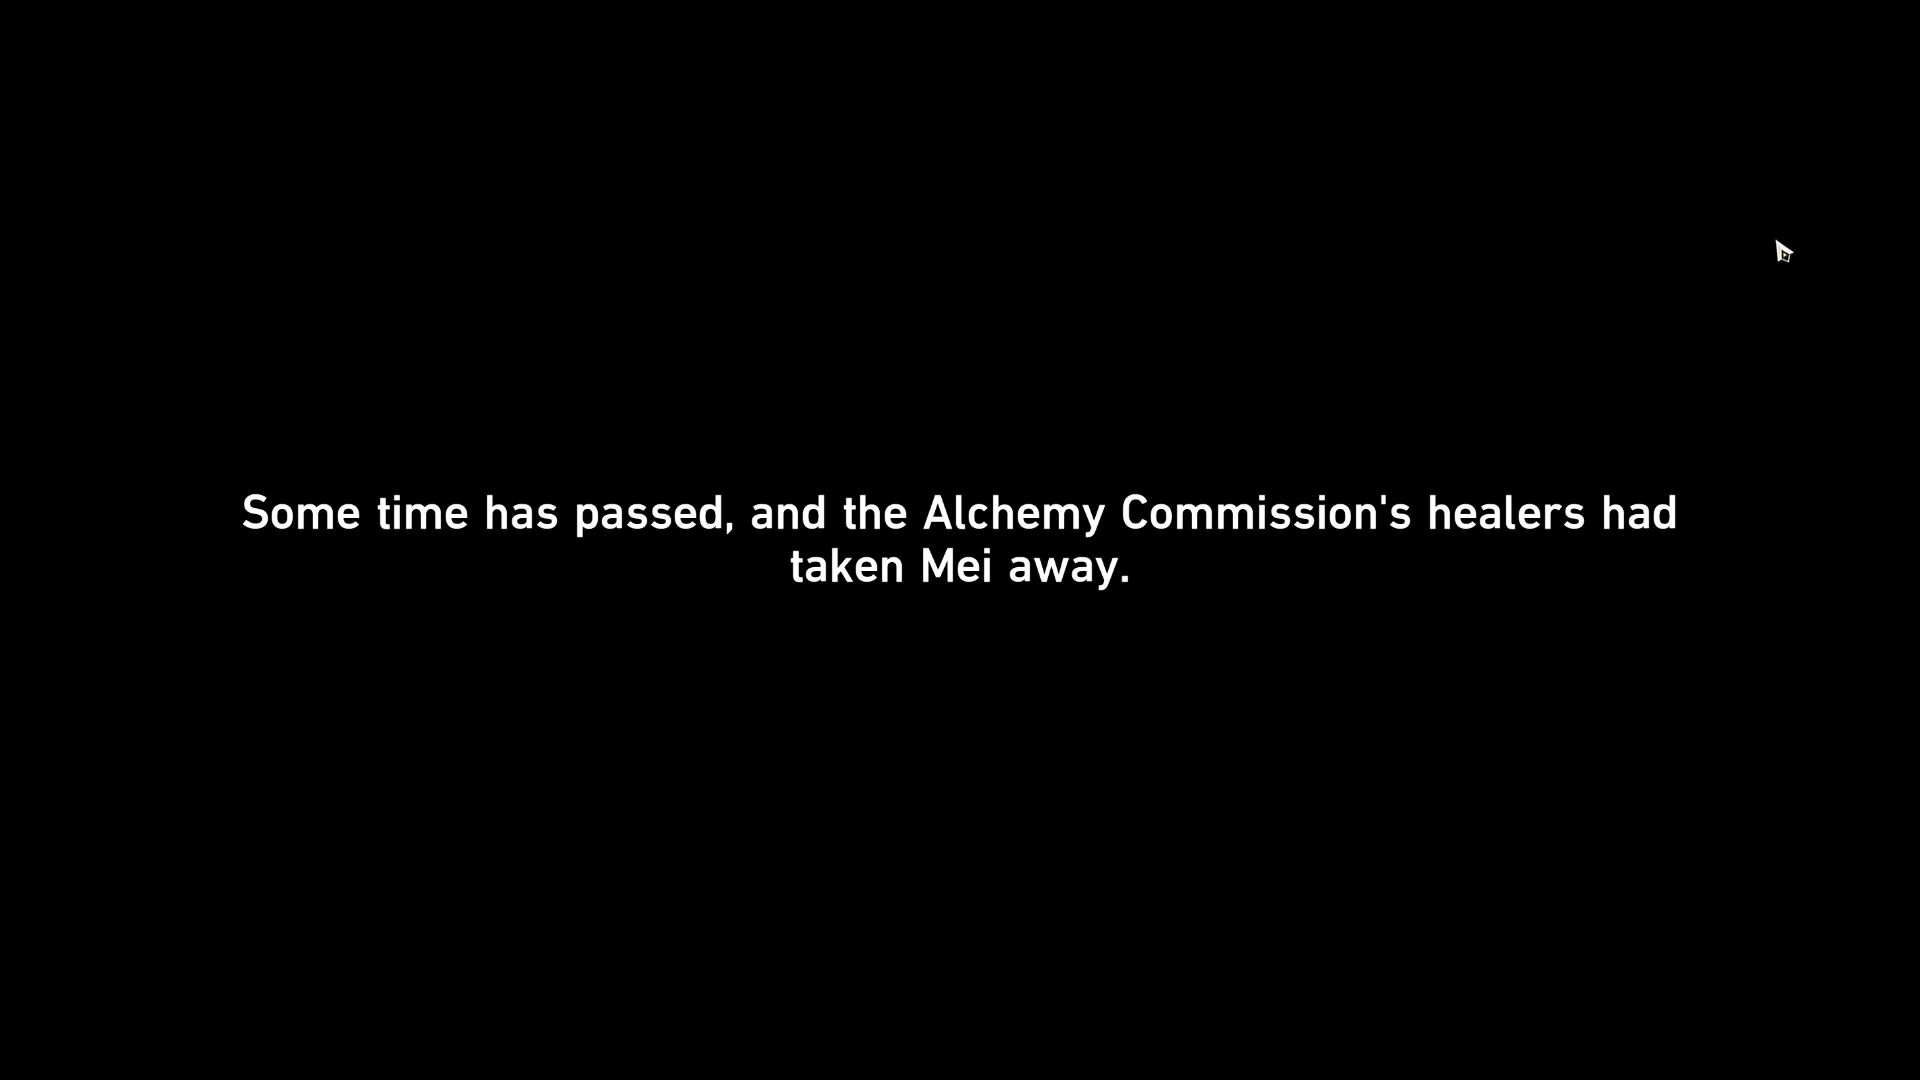 Some time has passed, and the Alchemy Commission's healers had
taken Mei away.